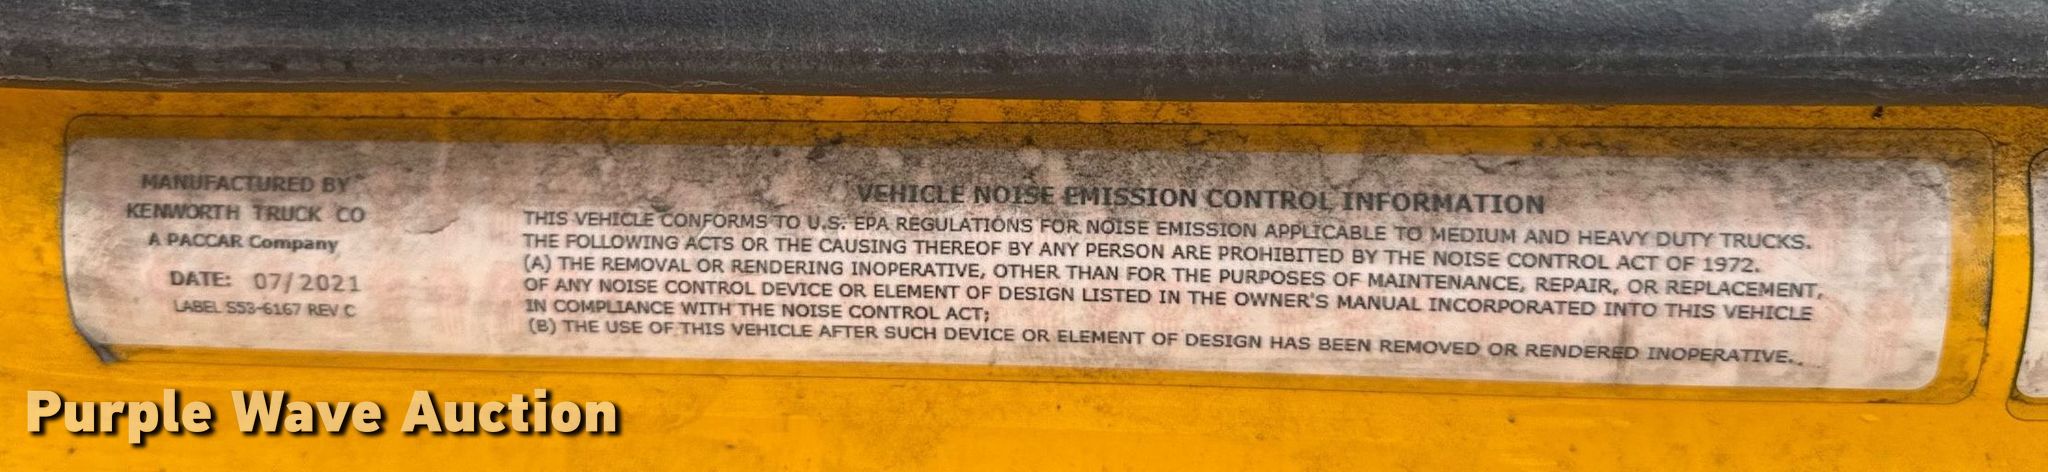 MANUFACTURED BY
KENWORTH TRUCK CO
A PACCAR Company
DATE: 07/2021
LABEL S53-6167 REV C
VEHICLE NOISE EMISSION CONTROL INFORMATION
THIS VEHICLE CONFORMS TO U.S. EPA REGULATIONS FOR NOISE EMISSION APPLICABLE TO MEDIUM AND HEAVY DUTY TRUCKS.
THE FOLLOWING ACTS OR THE CAUSING THEREOF BY ANY PERSON ARE PROHIBITED BY THE NOISE CONTROL ACT OF 1972.
(A) THE REMOVAL OR RENDERING INOPERATIVE, OTHER THAN FOR THE PURPOSES OF MAINTENANCE, REPAIR, OR REPLACEMENT,
OF ANY NOISE CONTROL DEVICE OR ELEMENT OF DESIGN LISTED IN THE OWNER'S MANUAL INCORPORATED INTO THIS VEHICLE
IN COMPLIANCE WITH THE NOISE CONTROL ACT;
(B) THE USE OF THIS VEHICLE AFTER SUCH DEVICE OR ELEMENT OF DESIGN HAS BEEN REMOVED OR RENDERED INOPERATIVE.
Purple Wave Auction